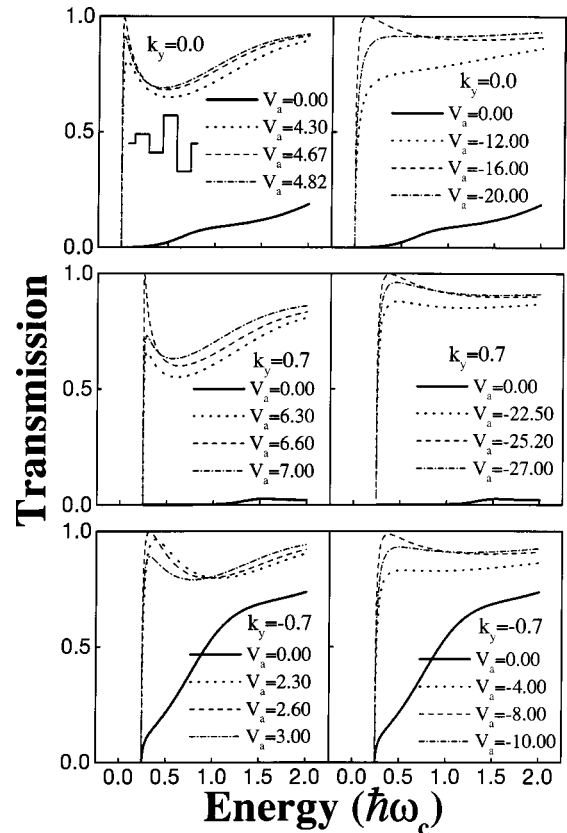 Transmission
1.0
0.5
0.0
k_y=0.0
V_a=0.00
V_a=4.30
V_a=4.67
V_a=4.82
k_y=0.0
V_a=0.00
V_a=-12.00
V_a=-16.00
V_a=-20.00
1.0
0.5
0.0
k_y=0.7
V_a=0.00
V_a=6.30
V_a=6.60
V_a=7.00
k_y=0.7
V_a=0.00
V_a=-22.50
V_a=-25.20
V_a=-27.00
1.0
0.5
0.0
k_y=-0.7
V_a=0.00
V_a=2.30
V_a=2.60
V_a=3.00
k_y=-0.7
V_a=0.00
V_a=-4.00
V_a=-8.00
V_a=-10.00
0.0 0.5 1.0 1.5 2.0 0.0 0.5 1.0 1.5 2.0
Energy (ℏω_c)